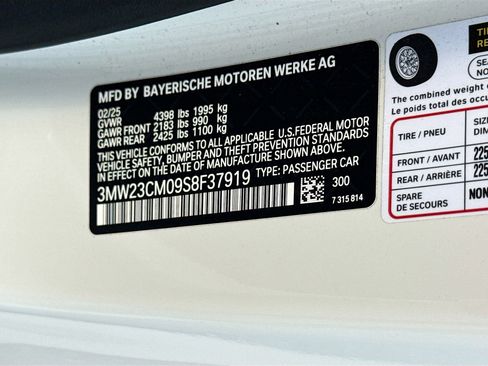 MFD BY BAYERISCHE MOTOREN WERKE AG
02/25
GVWR 4398 lbs 1995 kg
GAWR FRONT 2183 lbs 990 kg
GAWR REAR 2425 lbs 1100 kg
THIS VEHICLE CONFORMS TO ALL APPLICABLE U.S. FEDERAL MOTOR
VEHICLE SAFETY, BUMPER AND THEFT PREVENTION STANDARDS
IN EFFECT ON THE DATE OF MANUFACTURE SHOWN ABOVE.
3MW23CM09S8F37919 TYPE: PASSENGER CAR
300
7 315 814
The combined weight
Le poids total des
TIRE / PNEU
FRONT / AVANT 225
REAR / ARRIÈRE 225
SPARE
DE SECOURS